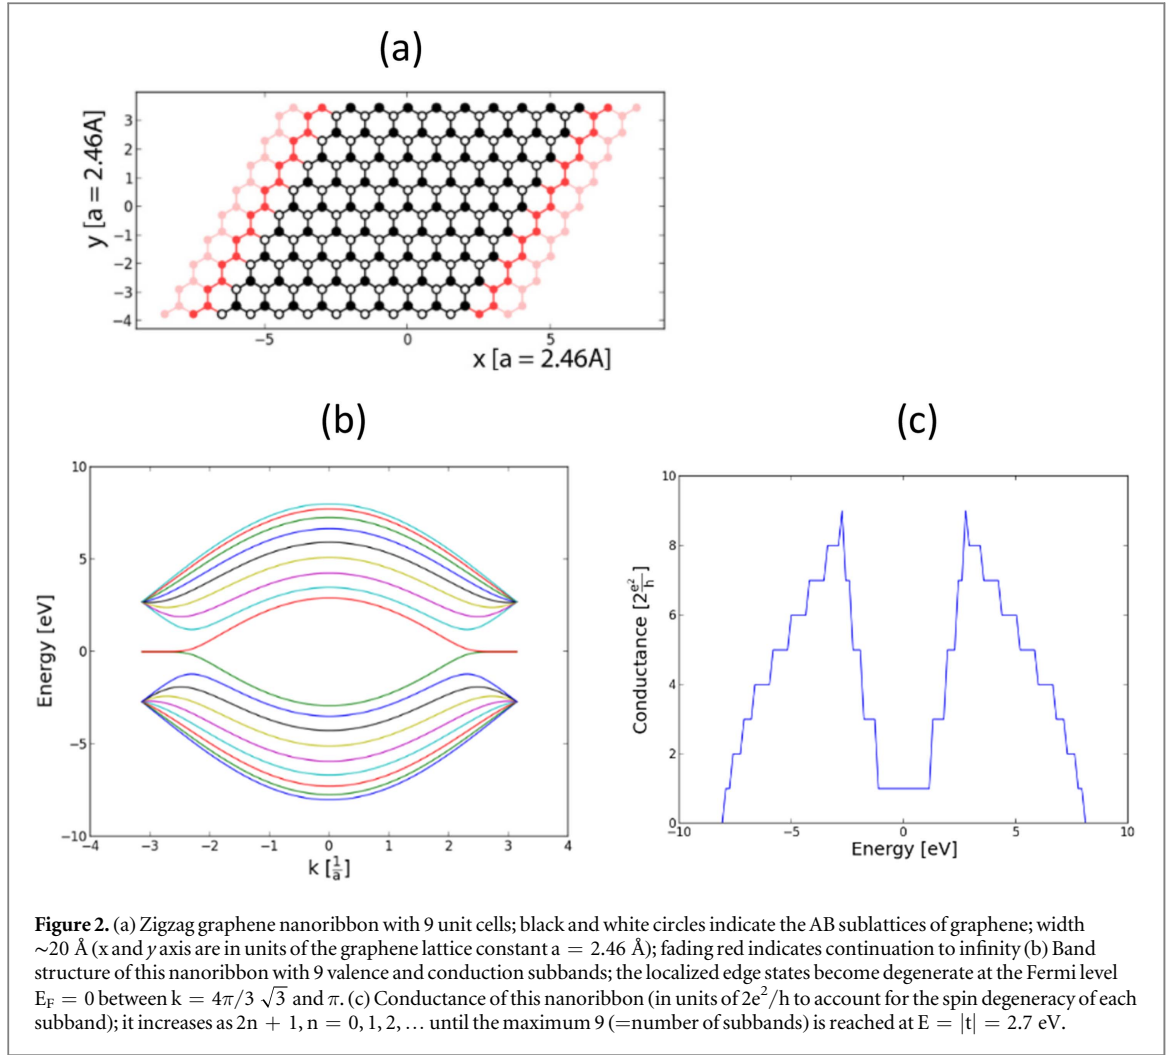 (a)
y [a = 2.46A]
3
2
1
0
−1
−2
−3
−4
−5
0
5
x [a = 2.46A]
(b)
(c)
Energy [eV]
10
5
0
−5
−10
−4
−3
−2
−1
0
1
2
3
4
k [1/a]
Conductance [2e²/h]
10
8
6
4
2
0
−10
−5
0
5
10
Energy [eV]
Figure 2. (a) Zigzag graphene nanoribbon with 9 unit cells; black and white circles indicate the AB sublattices of graphene; width
~20 Å (x and y axis are in units of the graphene lattice constant a = 2.46 Å); fading red indicates continuation to infinity (b) Band
structure of this nanoribbon with 9 valence and conduction subbands; the localized edge states become degenerate at the Fermi level
E_F = 0 between k = 4π/3 √3 and π. (c) Conductance of this nanoribbon (in units of 2e²/h to account for the spin degeneracy of each
subband); it increases as 2n + 1, n = 0, 1, 2, … until the maximum 9 (=number of subbands) is reached at E = |t| = 2.7 eV.